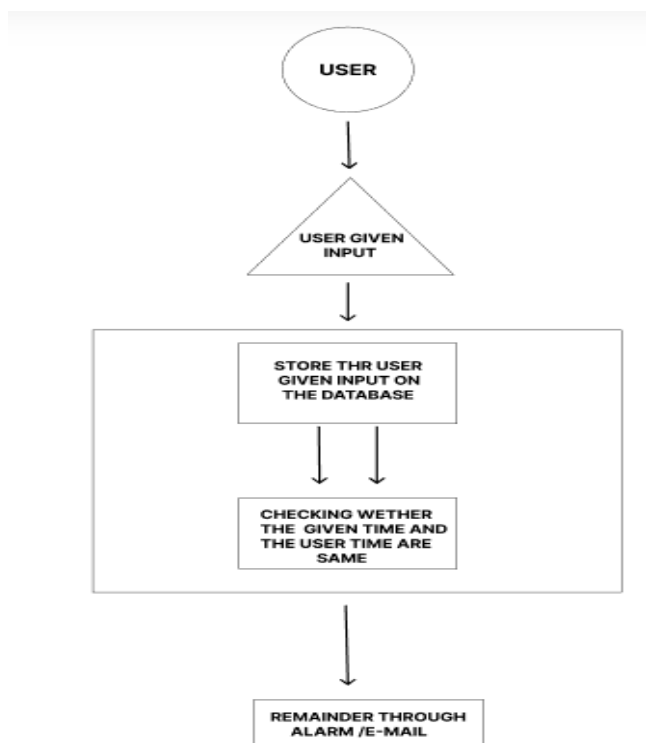 USER
USER GIVEN
INPUT
STORE THR USER
GIVEN INPUT ON
THE DATABASE
CHECKING WETHER
THE GIVEN TIME AND
THE USER TIME ARE
SAME
REMAINDER THROUGH
ALARM /E-MAIL